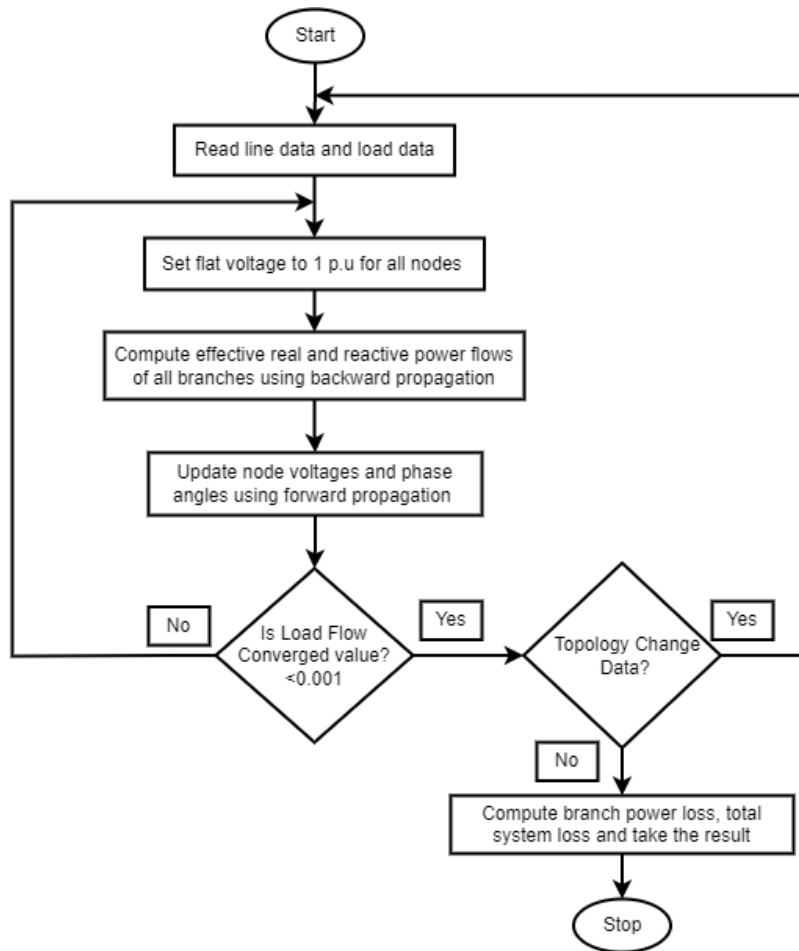 Start
Read line data and load data
Set flat voltage to 1 p.u for all nodes
Compute effective real and reactive power flows
of all branches using backward propagation
Update node voltages and phase
angles using forward propagation
No
Is Load Flow
Converged value?
<0.001
Yes
Topology Change
Data?
Yes
No
Compute branch power loss, total
system loss and take the result
Stop